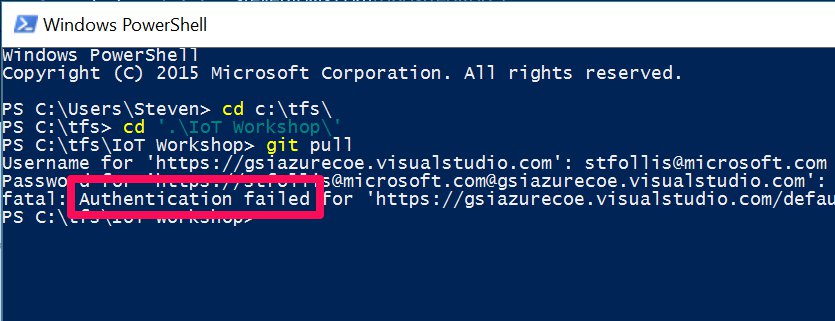 Windows PowerShell
Windows PowerShell
Copyright (C) 2015 Microsoft Corporation. All rights reserved.
PS C:\Users\Steven> cd c:\tfs\
PS C:\tfs> cd '.\IoT Workshop\'
PS C:\tfs\IoT Workshop> git pull
Username for 'https://gsiazurecoe.visualstudio.com': stfollis@microsoft.com
Password for 'https://stfollis@microsoft.com@gsiazurecoe.visualstudio.com':
fatal: Authentication failed for 'https://gsiazurecoe.visualstudio.com/defau
PS C:\tfs\IoT Workshop>